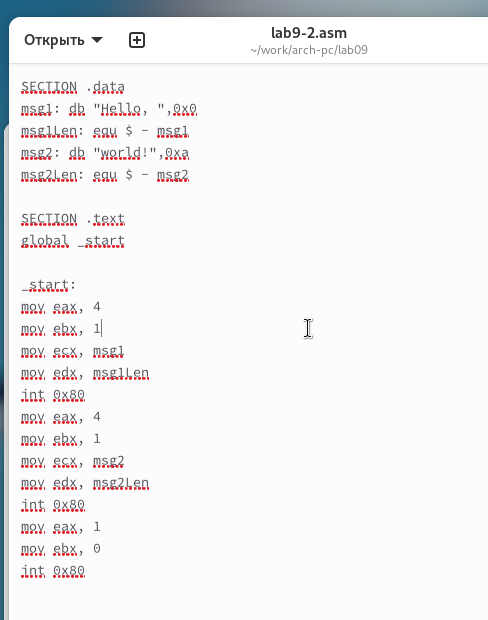 Открыть
lab9-2.asm
~/work/arch-pc/lab09
SECTION .data
msg1: db "Hello, ",0x0
msg1Len: equ $ - msg1
msg2: db "world!",0xa
msg2Len: equ $ - msg2
SECTION .text
global _start
_start:
mov eax, 4
mov ebx, 1
mov ecx, msg1
mov edx, msg1Len
int 0x80
mov eax, 4
mov ebx, 1
mov ecx, msg2
mov edx, msg2Len
int 0x80
mov eax, 1
mov ebx, 0
int 0x80